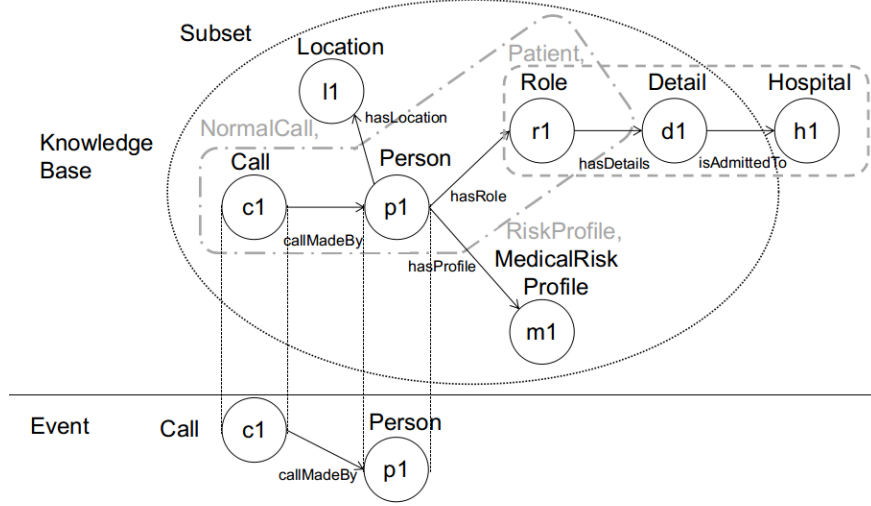 Subset
Location
l1
hasLocation
Patient,
Role
Detail
Hospital
r1
d1
h1
hasDetails
isAdmittedTo
NormalCall,
Knowledge
Base
Call
Person
c1
p1
callMadeBy
hasRole
hasProfile
RiskProfile,
MedicalRisk
Profile
m1
Event
Call
c1
Person
callMadeBy
p1